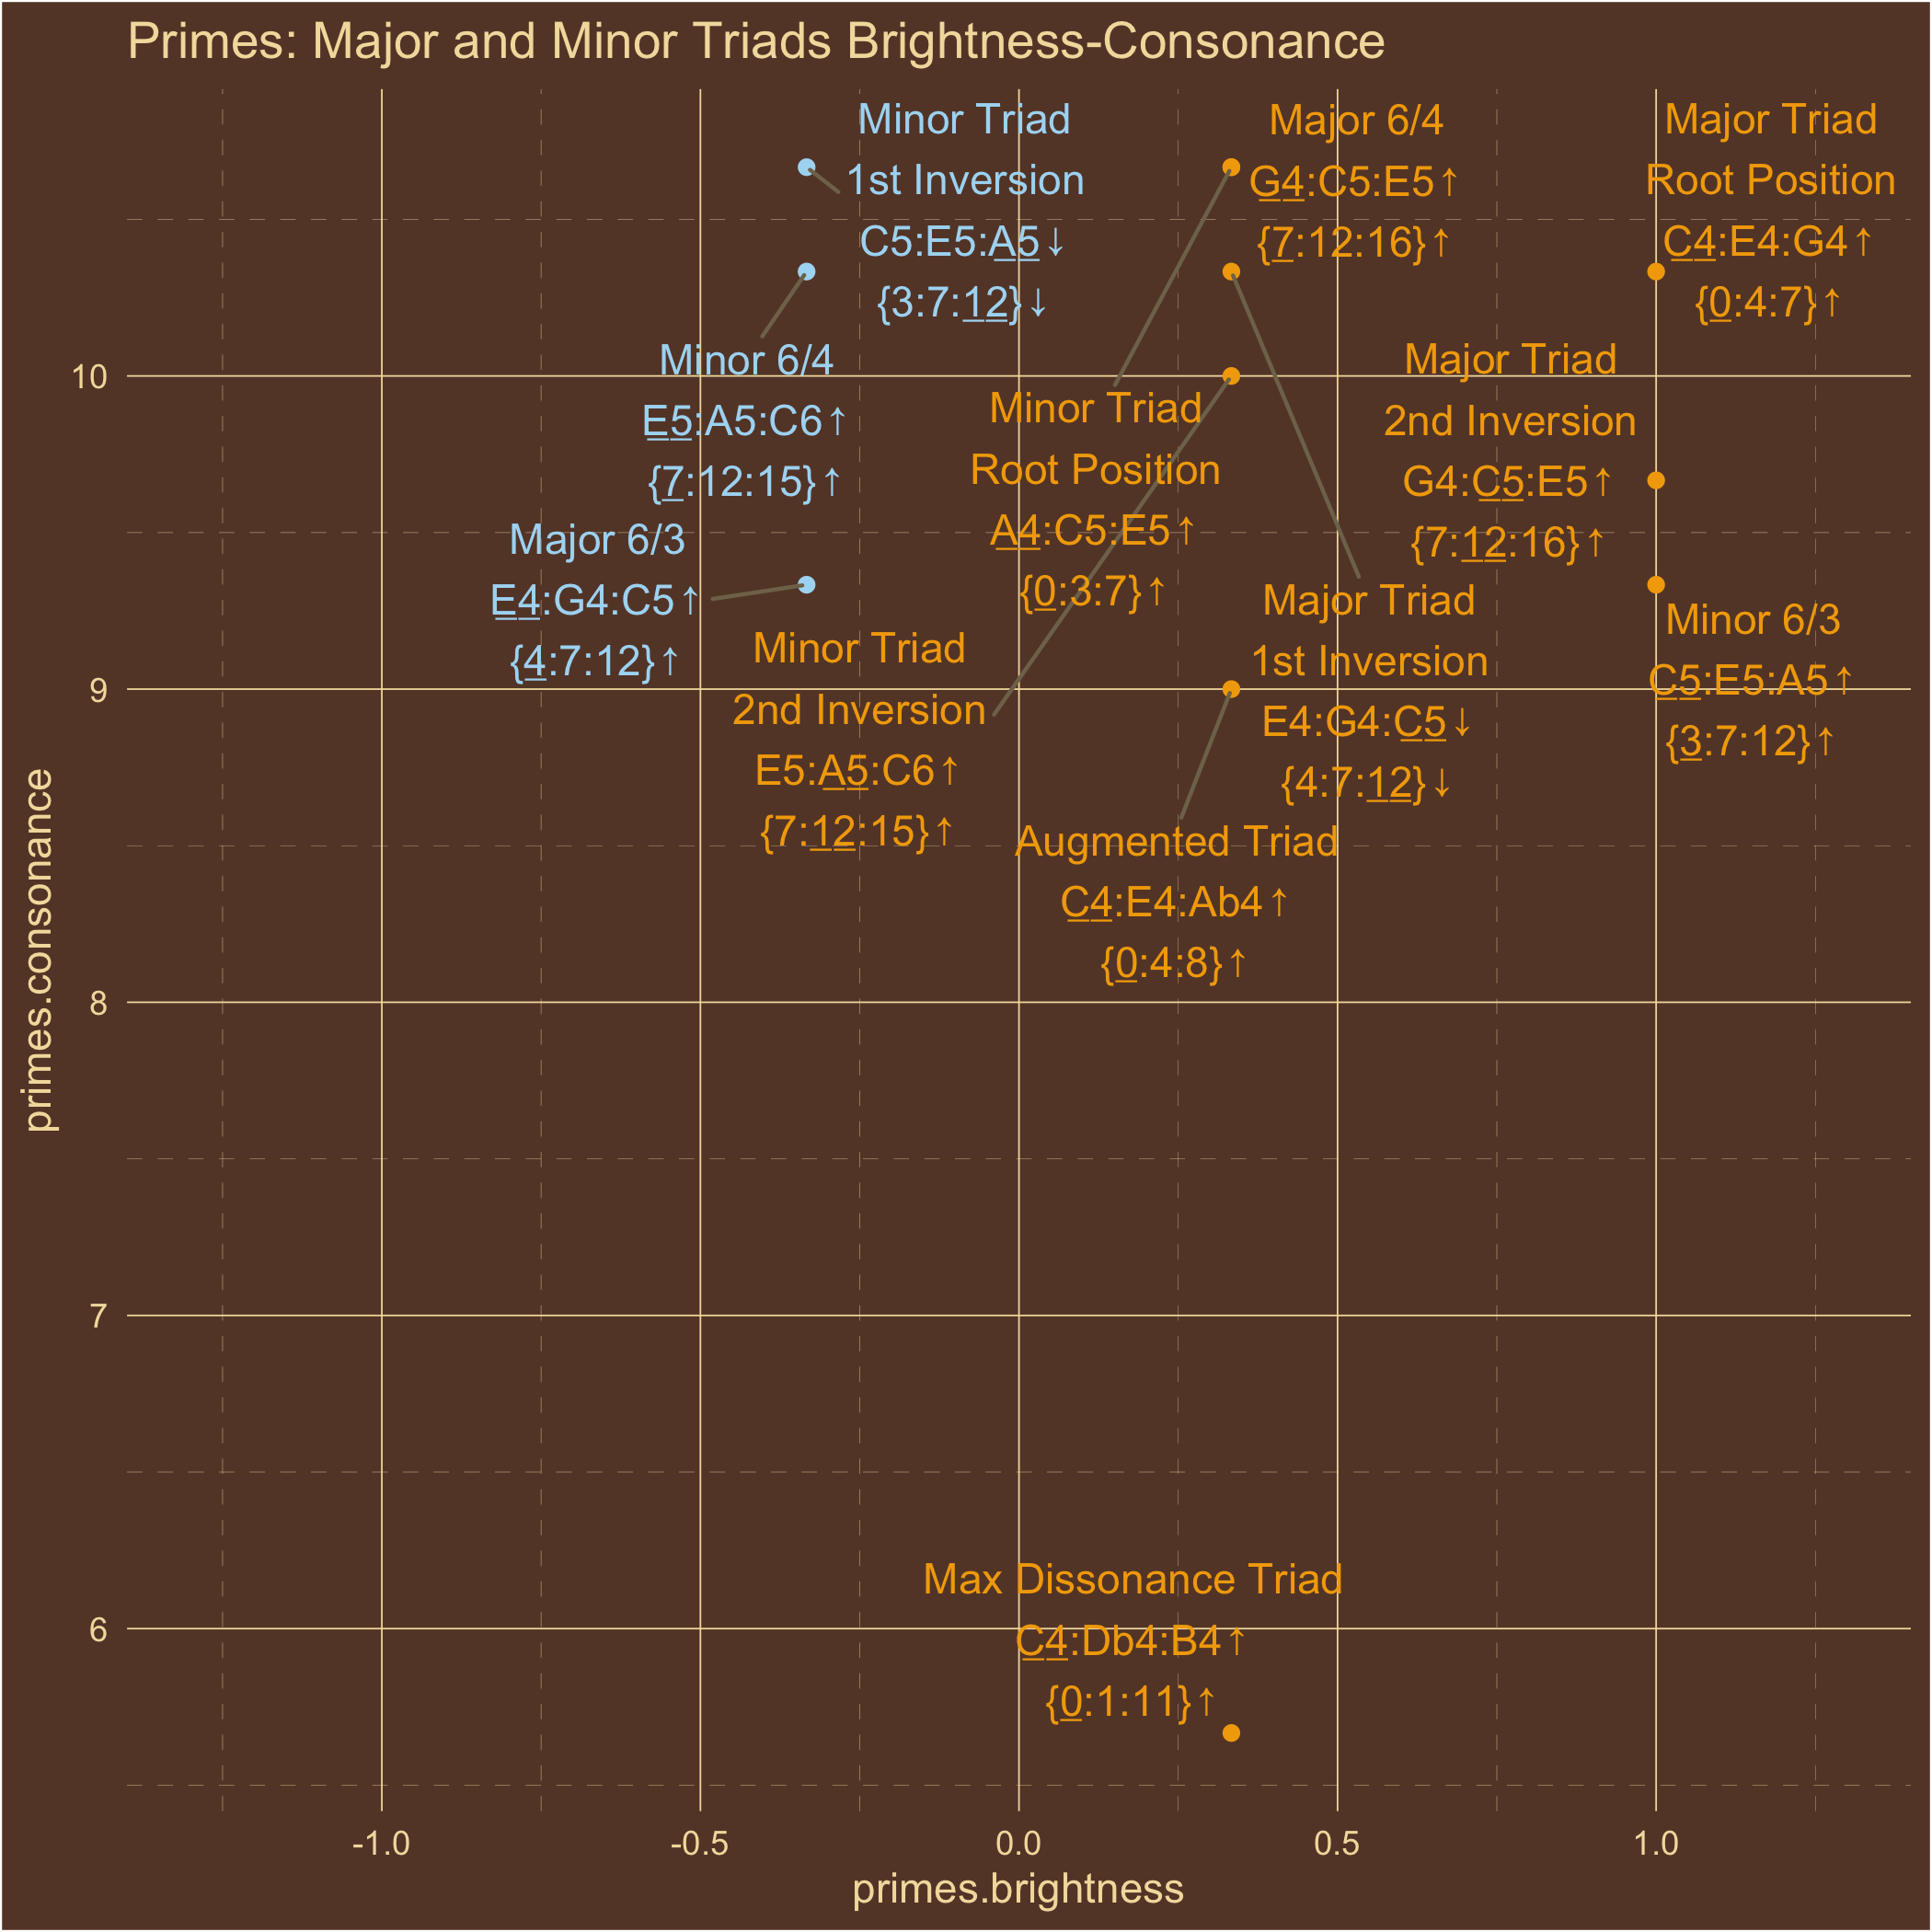 Primes: Major and Minor Triads Brightness-Consonance
Minor Triad
1st Inversion
C5:E5:A5↓
{3:7:12}↓
Major 6/4
G4:C5:E5↑
{7:12:16}↑
Major Triad
Root Position
C4:E4:G4↑
{0:4:7}↑
Minor 6/4
E5:A5:C6↑
{7:12:15}↑
Minor Triad
Root Position
A4:C5:E5↑
{0:3:7}↑
Major Triad
2nd Inversion
G4:C5:E5↑
{7:12:16}↑
Major 6/3
E4:G4:C5↑
{4:7:12}↑
Minor Triad
2nd Inversion
E5:A5:C6↑
{7:12:15}↑
Major Triad
1st Inversion
E4:G4:C5↓
{4:7:12}↓
Minor 6/3
C5:E5:A5↑
{3:7:12}↑
Augmented Triad
C4:E4:Ab4↑
{0:4:8}↑
Max Dissonance Triad
C4:Db4:B4↑
{0:1:11}↑
primes.consonance
10
9
8
7
6
-1.0
-0.5
0.0
0.5
1.0
primes.brightness